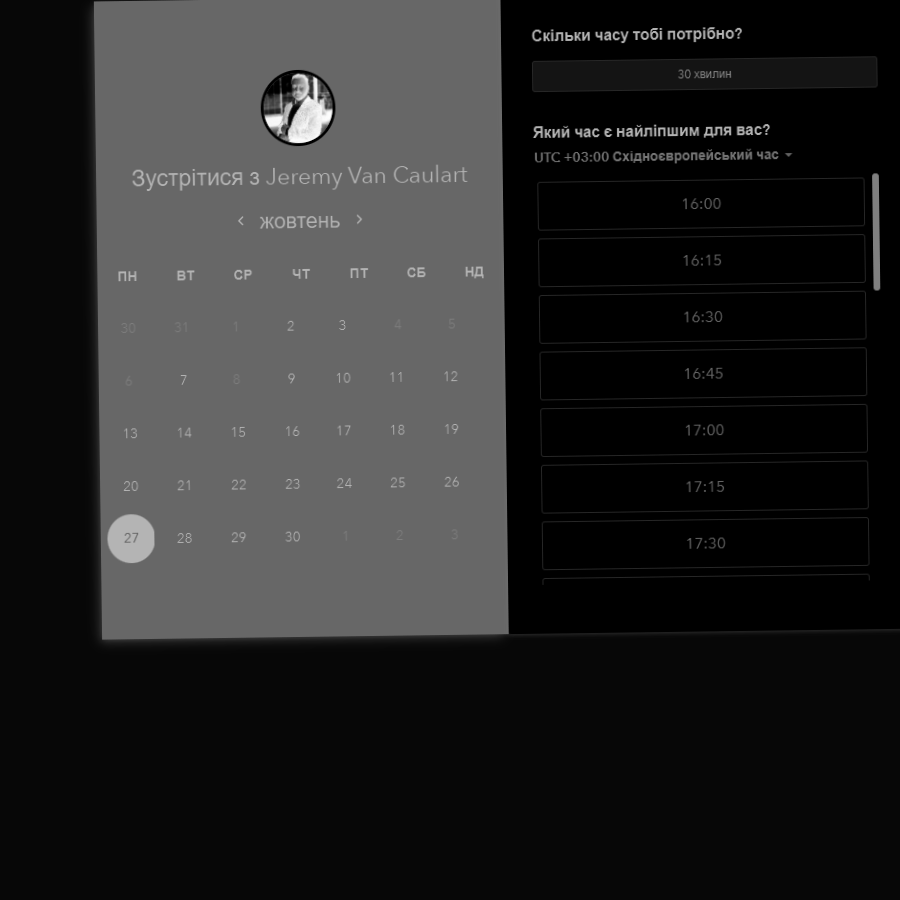 Зустрітися з Jeremy Van Caulart
жовтень
ПН ВТ СР ЧТ ПТ СБ НД
30 31 1 2 3 4 5
6 7 8 9 10 11 12
13 14 15 16 17 18 19
20 21 22 23 24 25 26
27 28 29 30 1 2 3
Скільки часу тобі потрібно?
30 хвилин
Який час є найліпшим для вас?
UTC +03:00 Східноєвропейський час
16:00
16:15
16:30
16:45
17:00
17:15
17:30